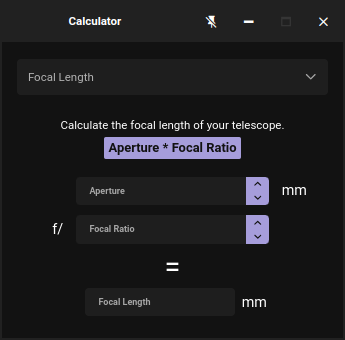 Calculator
Focal Length
Calculate the focal length of your telescope.
Aperture * Focal Ratio
Aperture mm
f/ Focal Ratio
=
Focal Length mm